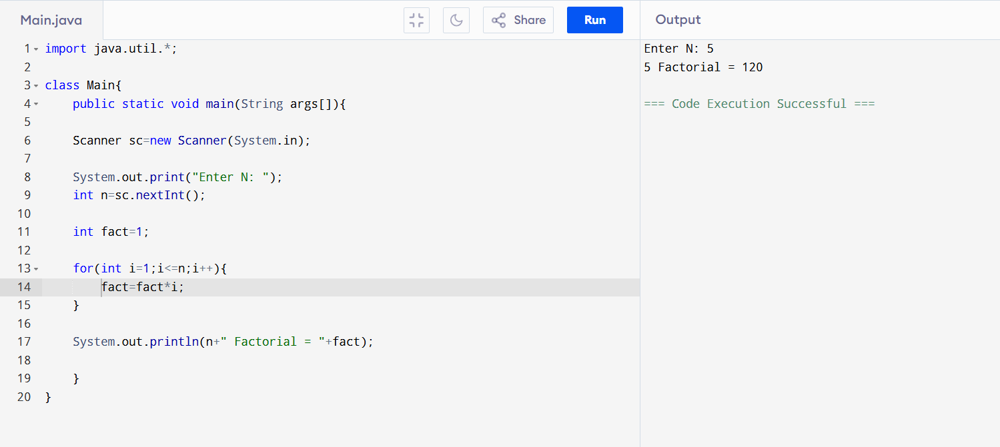 Main.java
Share
Run
Output
1 import java.util.*;
2
3 class Main{
4 public static void main(String args[]){
5
6 Scanner sc=new Scanner(System.in);
7
8 System.out.print("Enter N: ");
9 int n=sc.nextInt();
10
11 int fact=1;
12
13 for(int i=1;i<=n;i++){
14 fact=fact*i;
15 }
16
17 System.out.println(n+" Factorial = "+fact);
18
19 }
20 }
Enter N: 5
5 Factorial = 120
=== Code Execution Successful ===